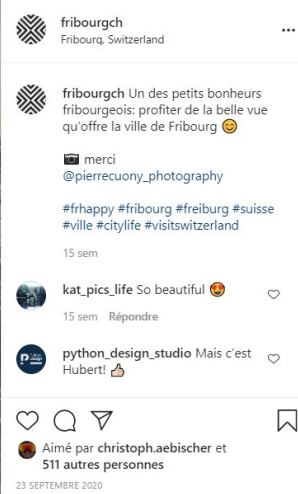 fribourgch
Fribourg, Switzerland
fribourgch Un des petits bonheurs
fribourgeois: profiter de la belle vue
qu'offre la ville de Fribourg 😊
📷 merci
@pierrecuony_photography
#frhappy #fribourg #freiburg #suisse
#ville #citylife #visitswitzerland
15 sem
kat_pics_life So beautiful 😍
15 sem Répondre
python_design_studio Mais c'est
Hubert! 👍🏻
Aimé par christoph.aebischer et
511 autres personnes
23 SEPTEMBRE 2020